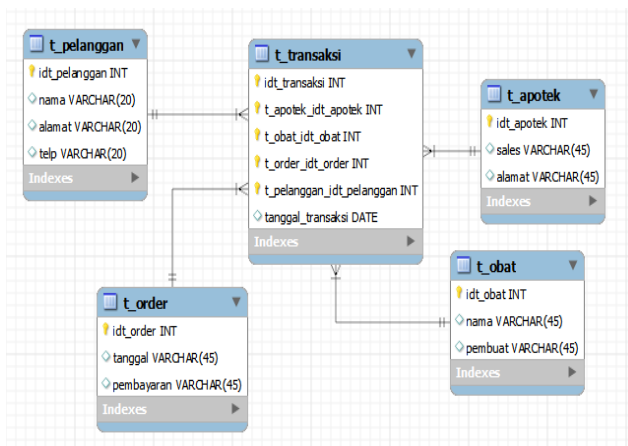 t_pelanggan
idt_pelanggan INT
nama VARCHAR(20)
alamat VARCHAR(20)
telp VARCHAR(20)
Indexes
t_transaksi
idt_transaksi INT
t_apotek_idt_apotek INT
t_obat_idt_obat INT
t_order_idt_order INT
t_pelanggan_idt_pelanggan INT
tanggal_transaksi DATE
Indexes
t_apotek
idt_apotek INT
sales VARCHAR(45)
alamat VARCHAR(45)
Indexes
t_order
idt_order INT
tanggal VARCHAR(45)
pembayaran VARCHAR(45)
Indexes
t_obat
idt_obat INT
nama VARCHAR(45)
pembuat VARCHAR(45)
Indexes